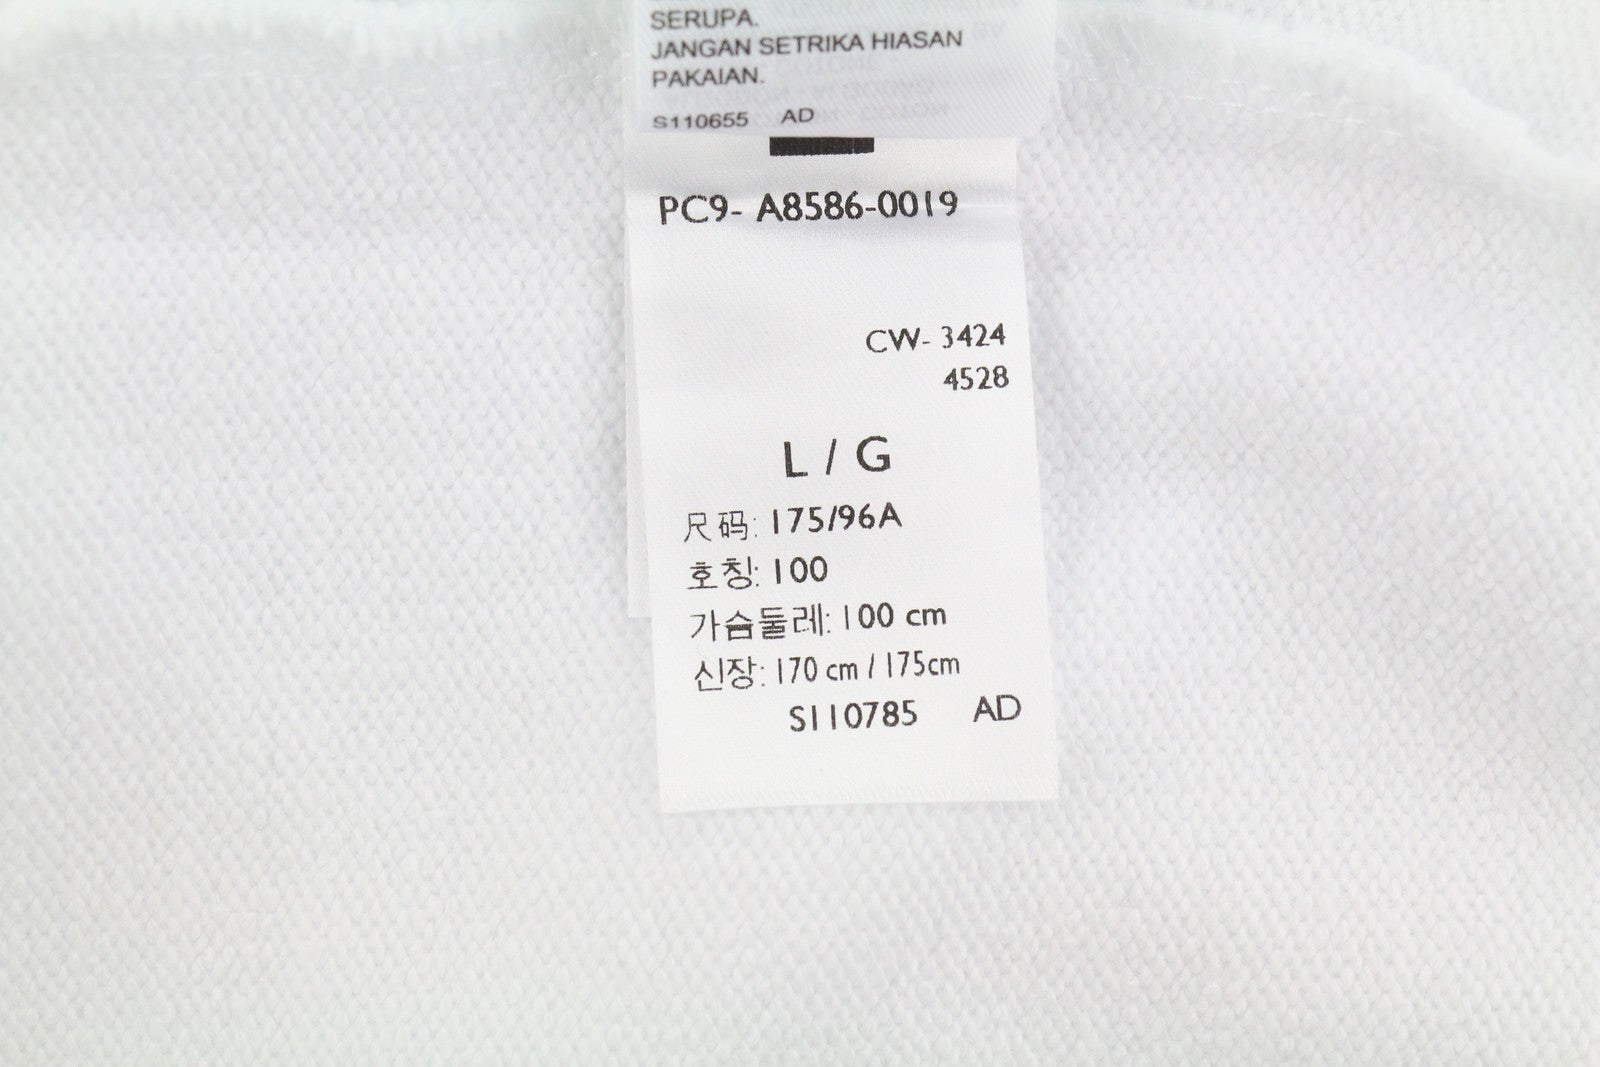 SERUPA.
JANGAN SETRIKA HIASAN
PAKAIAN.
S110655 AD
PC9- A8586-0019
CW- 3424
4528
L / G
尺码: 175/96A
호칭: 100
가슴둘레: 100 cm
신장: 170 cm / 175cm
S110785 AD